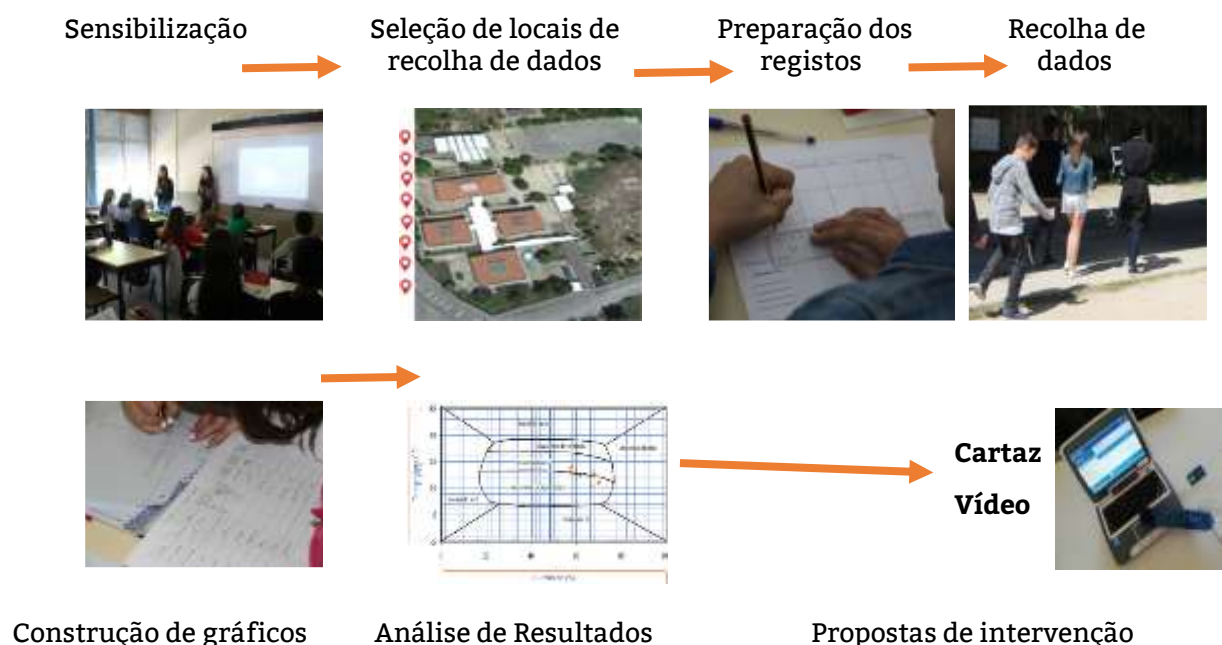 Sensibilização
Seleção de locais de
recolha de dados
Preparação dos
registos
Recolha de
dados
Cartaz
Vídeo
Construção de gráficos
Análise de Resultados
Propostas de intervenção